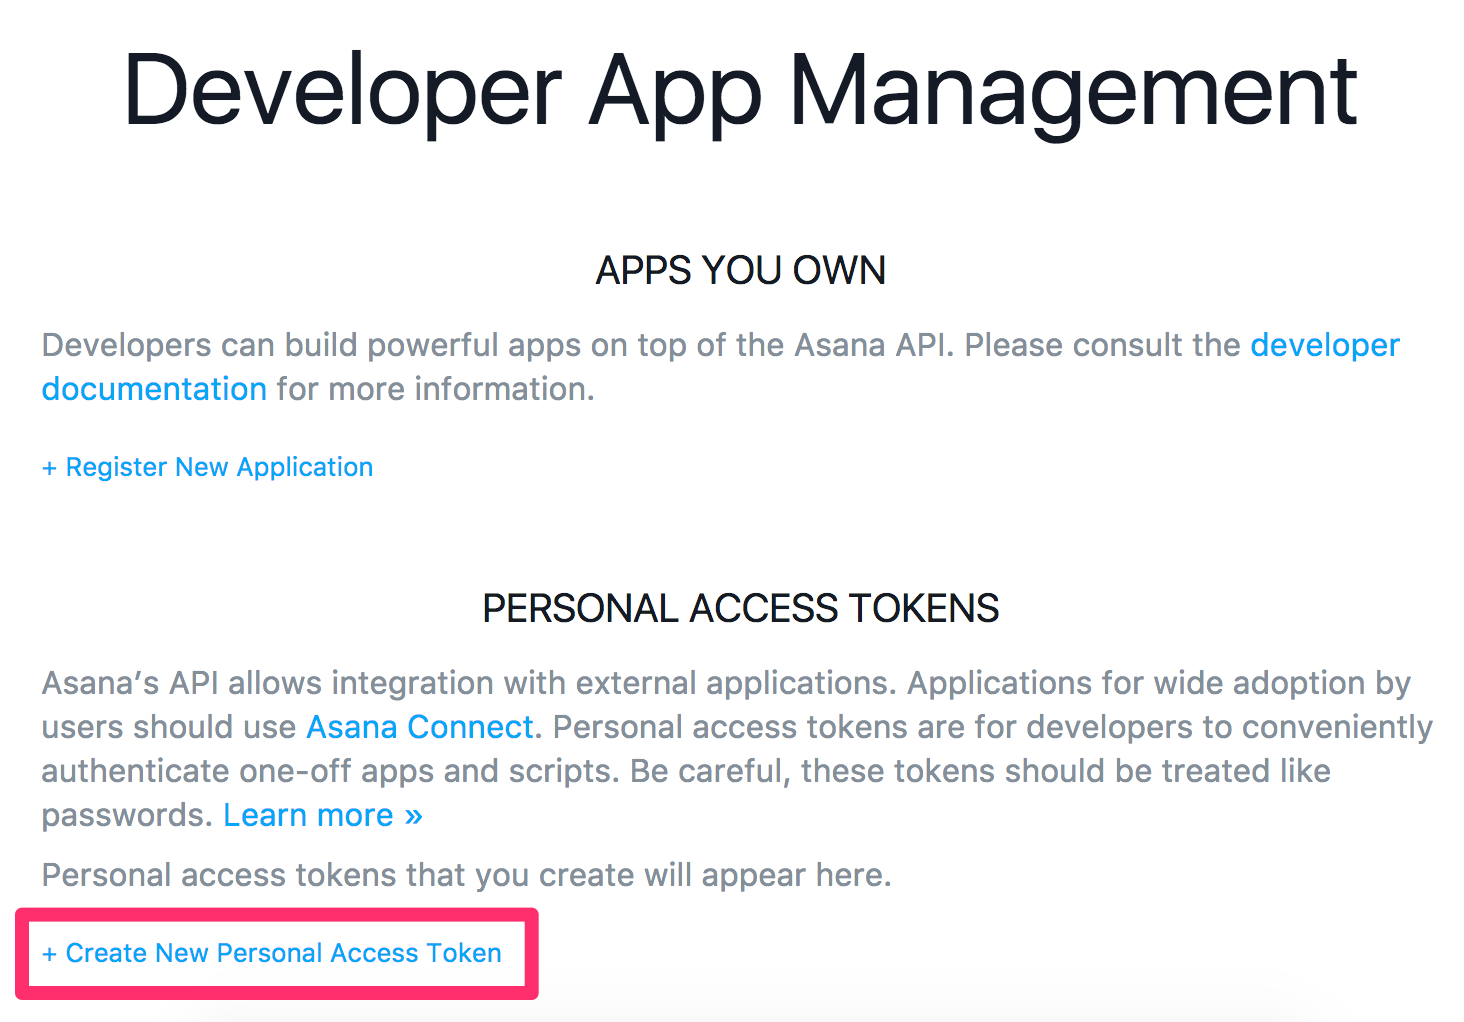 Developer App Management
APPS YOU OWN
Developers can build powerful apps on top of the Asana API. Please consult the developer
documentation for more information.
+ Register New Application
PERSONAL ACCESS TOKENS
Asana’s API allows integration with external applications. Applications for wide adoption by
users should use Asana Connect. Personal access tokens are for developers to conveniently
authenticate one-off apps and scripts. Be careful, these tokens should be treated like
passwords. Learn more »
Personal access tokens that you create will appear here.
+ Create New Personal Access Token